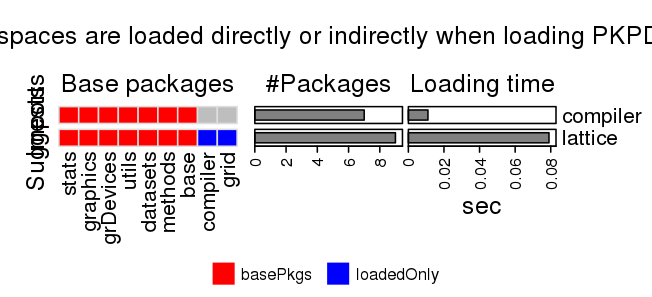 spaces are loaded directly or indirectly when loading PKPD
Base packages
#Packages
Loading time
compiler
lattice
stats
graphics
grDevices
utils
datasets
methods
base
compiler
grid
0 2 4 6 8
0 0.02 0.04 0.06 0.08
sec
basePkgs
loadedOnly